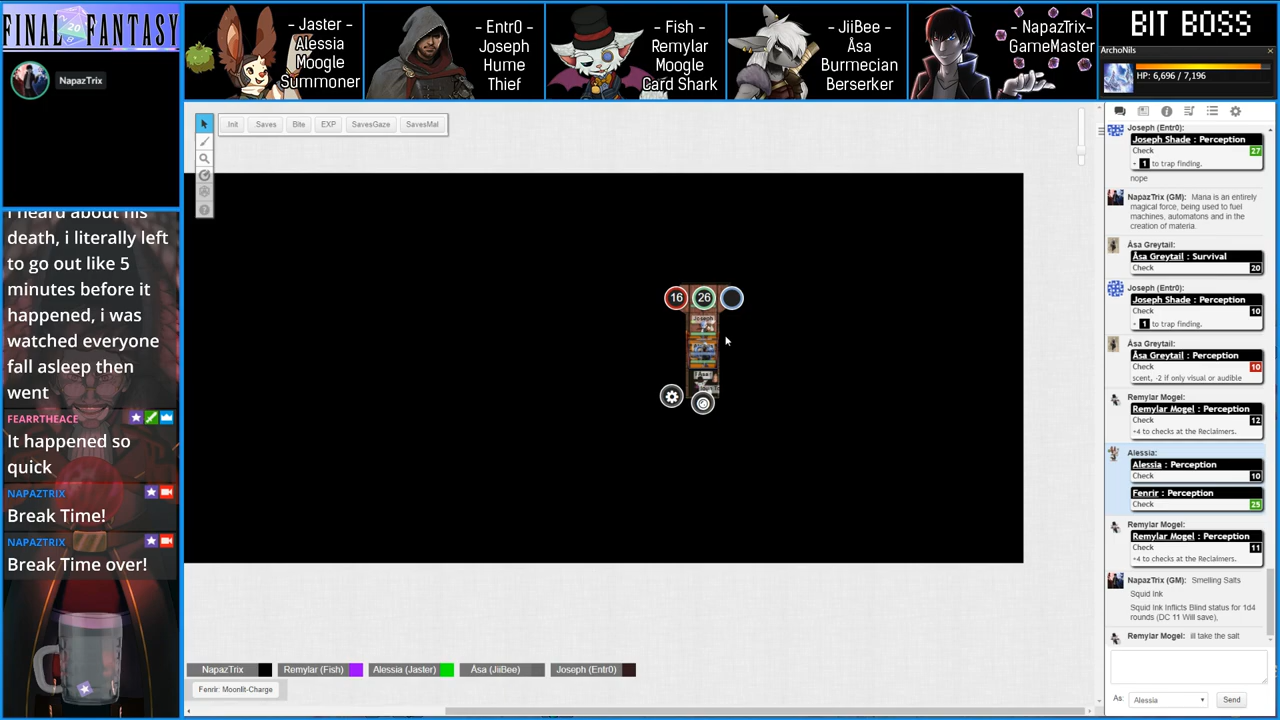 FINAL FANTASY
20
NapazTrix
- Jaster -
Alessia
Moogle
Summoner
- Entr0 -
Joseph
Hume
Thief
- Fish -
Remylar
Moogle
Card Shark
- JiiBee -
Åsa
Burmecian
Berserker
- NapazTrix-
GameMaster
BIT BOSS
ArchoNils
HP: 6,696 / 7,196
I heard about his
death, i literally left
to go out like 5
minutes before it
happened, i was
watched everyone
fall asleep then
went
FEARRTHEACE
It happened so
quick
NAPAZTRIX
Break Time!
NAPAZTRIX
Break Time over!
Init
Saves
Bite
EXP
SavesGaze
SavesMal
16
26
Joseph
Åsa
NapazTrix
Remylar (Fish)
Alessia (Jaster)
Åsa (JiiBee)
Joseph (Entr0)
Fenrir: Moonlit-Charge
Joseph (Entr0):
Joseph Shade : Perception
Check 27
+ 1 to trap finding.
nope
NapazTrix (GM): Mana is an entirely
magical force, being used to fuel
machines, automatons and in the
creation of materia.
Åsa Greytail:
Åsa Greytail : Survival
Check 20
Joseph (Entr0):
Joseph Shade : Perception
Check 10
+ 1 to trap finding.
Åsa Greytail:
Åsa Greytail : Perception
Check 10
scent, -2 if only visual or audible
Remylar Mogel:
Remylar Mogel : Perception
Check 12
+4 to checks at the Reclaimers.
Alessia:
Alessia : Perception
Check 10
Fenrir : Perception
Check 25
Remylar Mogel:
Remylar Mogel : Perception
Check 11
+4 to checks at the Reclaimers.
NapazTrix (GM): Smelling Salts
Squid Ink
Squid Ink Inflicts Blind status for 1d4
rounds (DC 11 Will save),
Remylar Mogel: ill take the salt
As: Alessia
Send